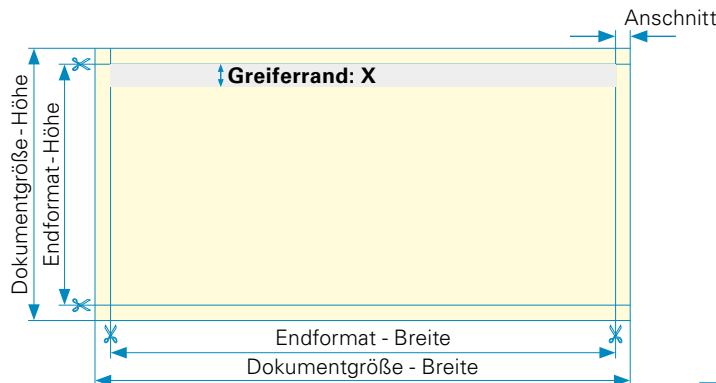 Anschnitt
Greiferrand: X
Dokumentgröße - Höhe
Endformat - Höhe
Endformat - Breite
Dokumentgröße - Breite